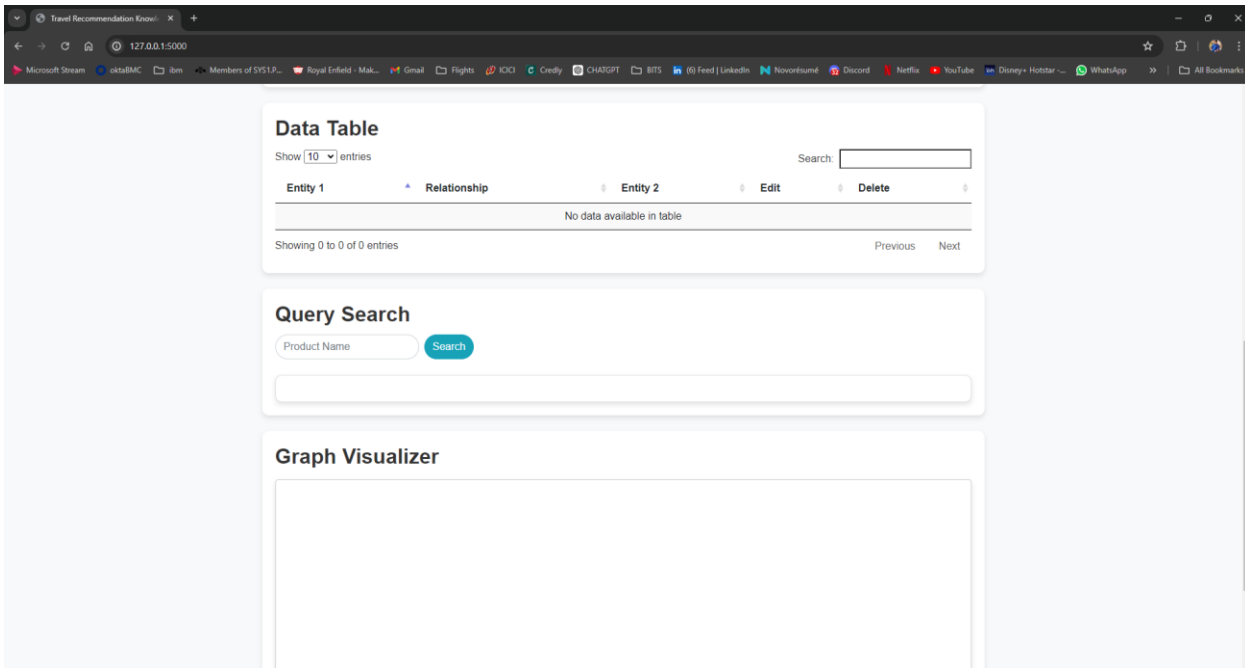 Travel Recommendation Knowl
127.0.0.1:5000
Microsoft Stream oktaBMC ibm Members of SYS1.P... Royal Enfield - Mak... Gmail Flights ICICI Credly CHATGPT BITS (6) Feed | LinkedIn Novorésumé Discord Netflix YouTube Disney+ Hotstar -... WhatsApp » All Bookmarks
Data Table
Show 10 entries Search:
Entity 1 Relationship Entity 2 Edit Delete
No data available in table
Showing 0 to 0 of 0 entries Previous Next
Query Search
Product Name Search
Graph Visualizer